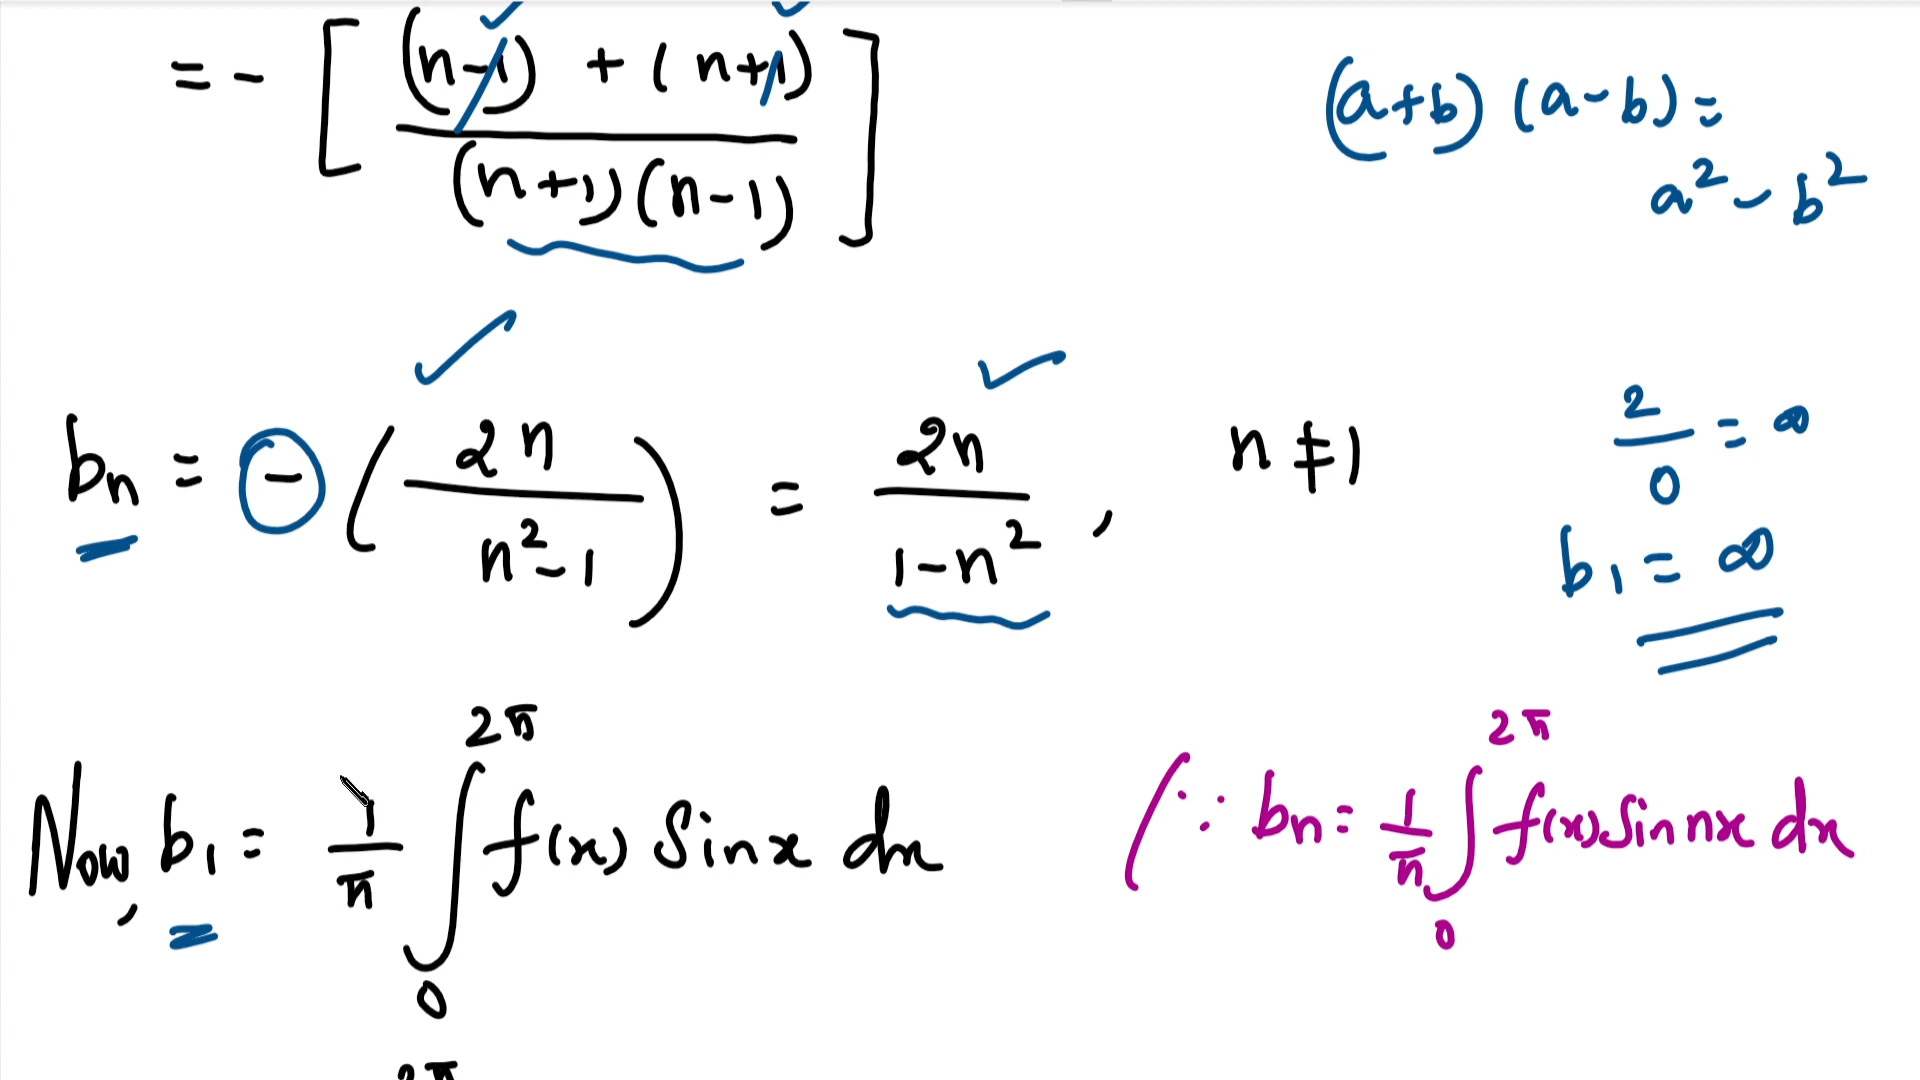 = - [ (n-1) + (n+1) / (n+1)(n-1) ]
(a+b) (a-b) =
a² - b²
bn = - ( 2n / n² - 1 ) = 2n / 1-n² , n ≠ 1
2/0 = ∞
b₁ = ∞
Now, b₁ = 1/π ∫₀^2π f(x) Sinx dx
( ∵ bn = 1/π ∫₀^2π f(x) Sin nx dx
2π